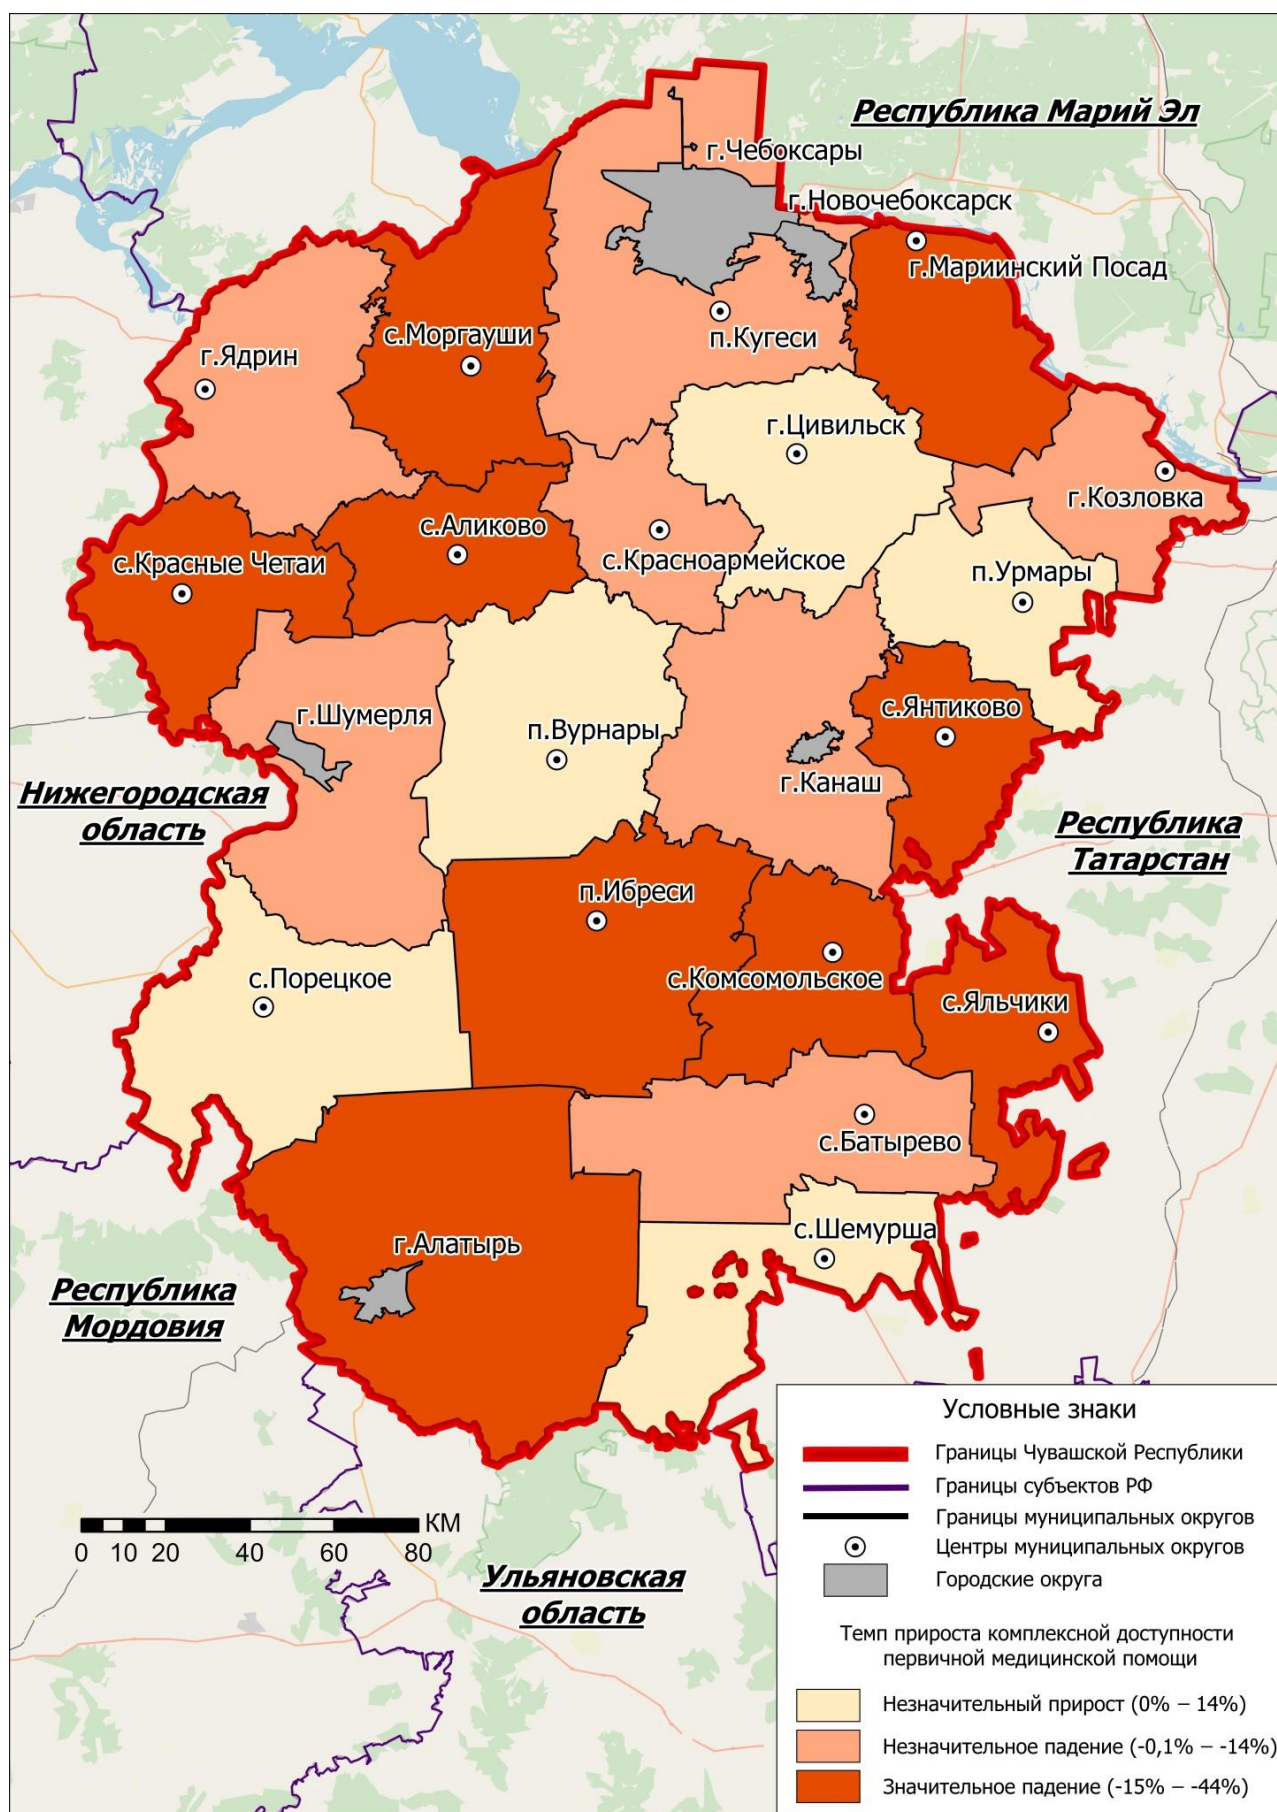 Республика Марий Эл
г.Чебоксары
г.Новочебоксарск
г.Мариинский Посад
с.Моргауши
п.Кугеси
г.Ядрин
г.Цивильск
г.Козловка
с.Аликово
с.Красные Четаи
с.Красноармейское
п.Урмары
г.Шумерля
с.Янтиково
п.Вурнары
г.Канаш
Нижегородская
область
Республика
Татарстан
п.Ибреси
с.Порецкое
с.Комсомольское
с.Яльчики
с.Батырево
с.Шемурша
г.Алатырь
Республика
Мордовия
КМ
0 10 20 40 60 80
Ульяновская
область
Условные знаки
Границы Чувашской Республики
Границы субъектов РФ
Границы муниципальных округов
Центры муниципальных округов
Городские округа
Темп прироста комплексной доступности
первичной медицинской помощи
Незначительный прирост (0% – 14%)
Незначительное падение (-0,1% – -14%)
Значительное падение (-15% – -44%)